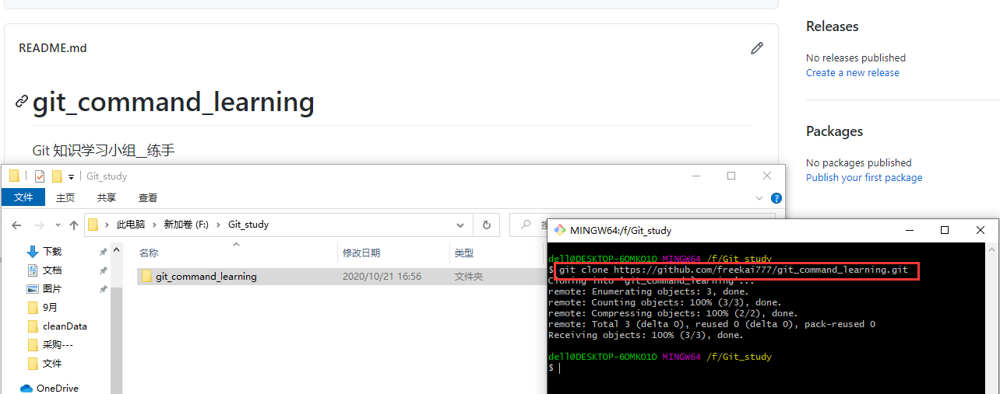 README.md
git_command_learning
Git 知识学习小组__练手
Releases
No releases published
Create a new release
Packages
No packages published
Publish your first package
Git_study
文件 主页 共享 查看
此电脑 > 新加卷 (F:) > Git_study
下载
文档
图片
9月
cleanData
采购---
文件
OneDrive
名称 修改日期 类型
git_command_learning 2020/10/21 16:56 文件夹
MINGW64:/f/Git_study
dell@DESKTOP-6OMKO1O MINGW64 /f/Git_study
$ git clone https://github.com/freekai777/git_command_learning.git
Cloning into 'git_command_learning'...
remote: Enumerating objects: 3, done.
remote: Counting objects: 100% (3/3), done.
remote: Compressing objects: 100% (2/2), done.
remote: Total 3 (delta 0), reused 0 (delta 0), pack-reused 0
Receiving objects: 100% (3/3), done.
dell@DESKTOP-6OMKO1O MINGW64 /f/Git_study
$